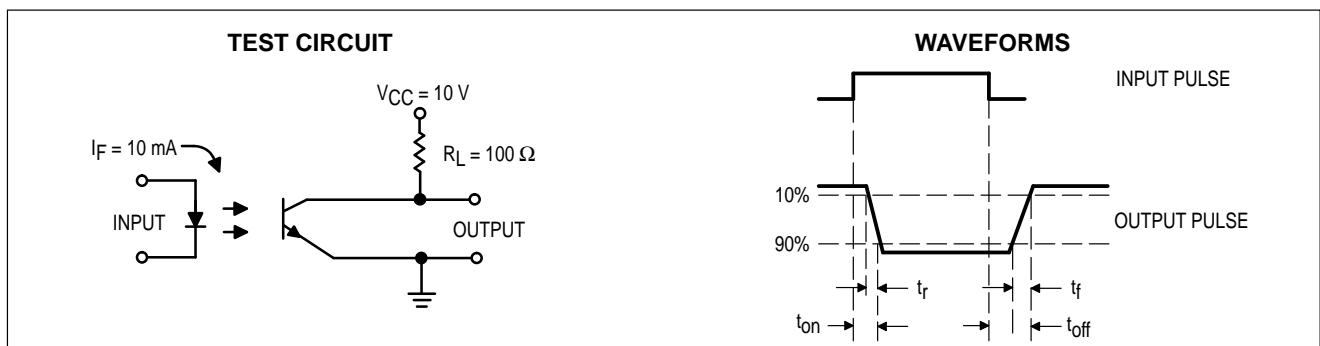 TEST CIRCUIT
VCC = 10 V
IF = 10 mA
RL = 100 Ω
INPUT
OUTPUT
WAVEFORMS
INPUT PULSE
10%
OUTPUT PULSE
90%
tr
tf
ton
toff